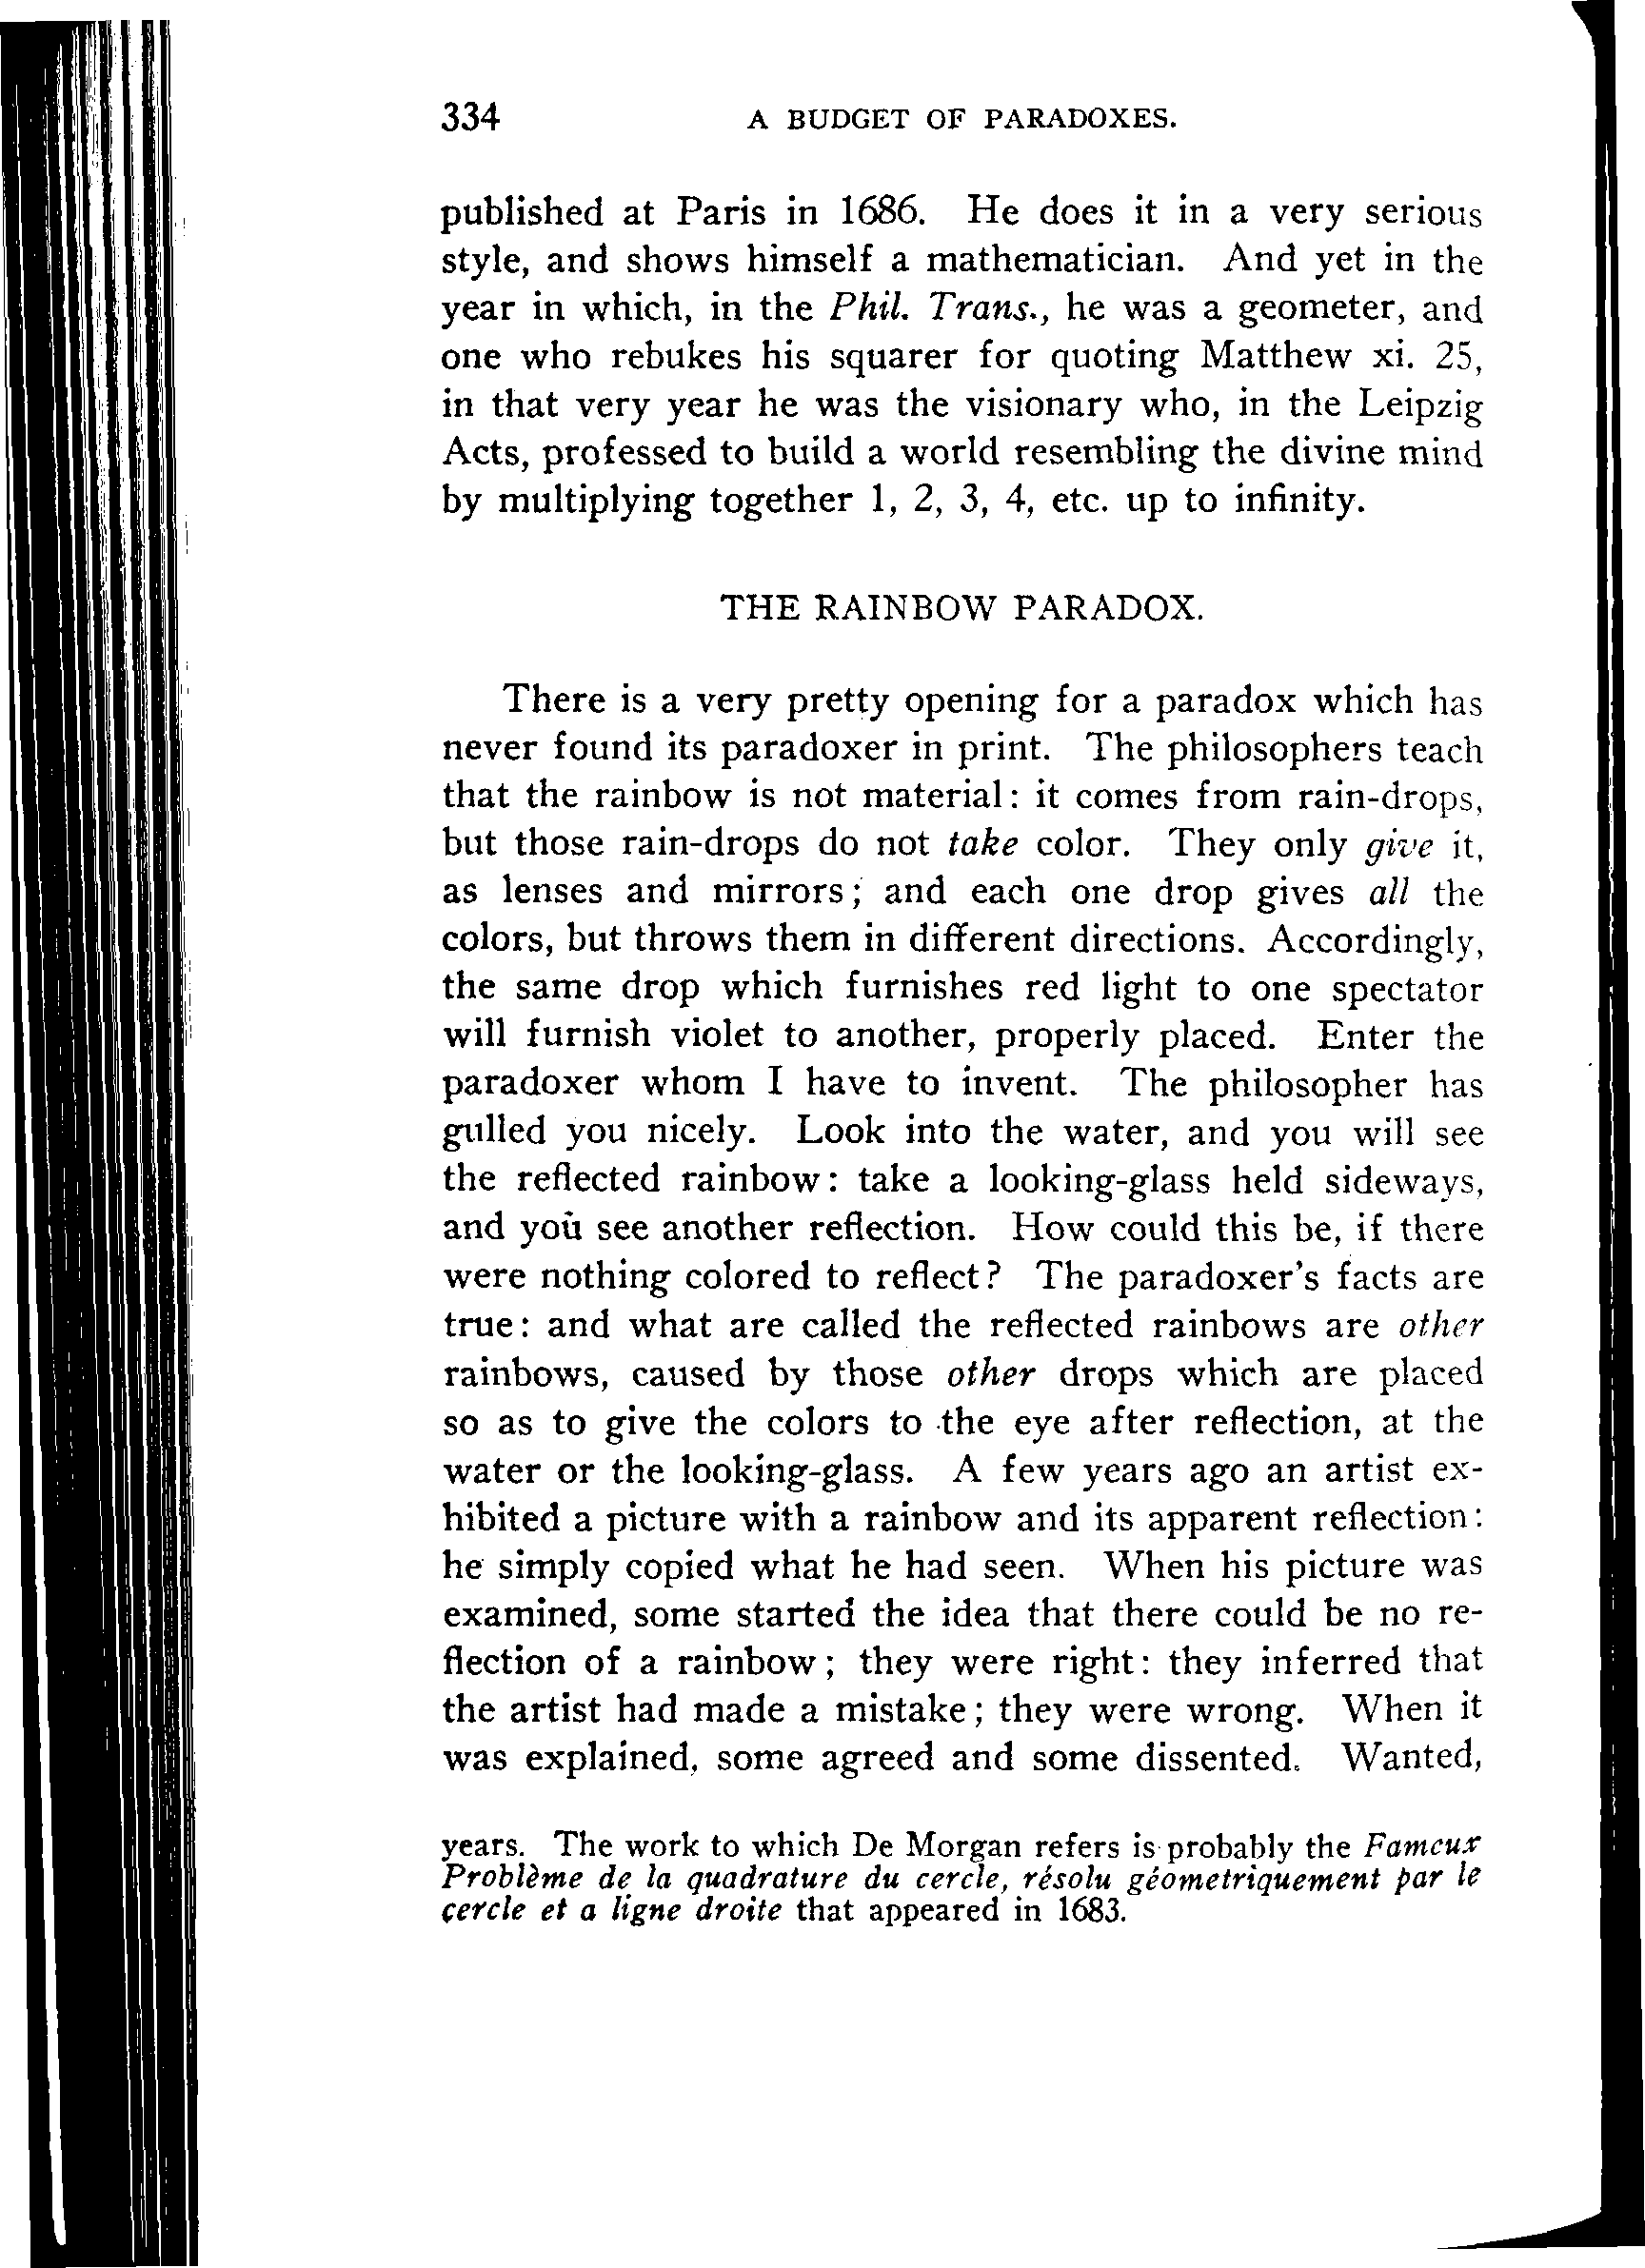 334 A BUDGET OF PARADOXES.
published at Paris in 1686. He does it in a very serious
style, and shows himself a mathematician. And yet in the
year in which, in the Phil. Trans., he was a geometer, and
one who rebukes his squarer for quoting Matthew xi. 25,
in that very year he was the visionary who, in the Leipzig
Acts, professed to build a world resembling the divine mind
by multiplying together 1, 2, 3, 4, etc. up to infinity.
THE RAINBOW PARADOX.
There is a very pretty opening for a paradox which has
never found its paradoxer in print. The philosophers teach
that the rainbow is not material: it comes from rain-drops,
but those rain-drops do not take color. They only give it,
as lenses and mirrors; and each one drop gives all the
colors, but throws them in different directions. Accordingly,
the same drop which furnishes red light to one spectator
will furnish violet to another, properly placed. Enter the
paradoxer whom I have to invent. The philosopher has
gulled you nicely. Look into the water, and you will see
the reflected rainbow: take a looking-glass held sideways,
and you see another reflection. How could this be, if there
were nothing colored to reflect? The paradoxer's facts are
true: and what are called the reflected rainbows are other
rainbows, caused by those other drops which are placed
so as to give the colors to the eye after reflection, at the
water or the looking-glass. A few years ago an artist ex-
hibited a picture with a rainbow and its apparent reflection:
he simply copied what he had seen. When his picture was
examined, some started the idea that there could be no re-
flection of a rainbow; they were right: they inferred that
the artist had made a mistake; they were wrong. When it
was explained, some agreed and some dissented. Wanted,
years. The work to which De Morgan refers is probably the Fameux
Problème de la quadrature du cercle, résolu géometriquement par le
cercle et a ligne droite that appeared in 1683.